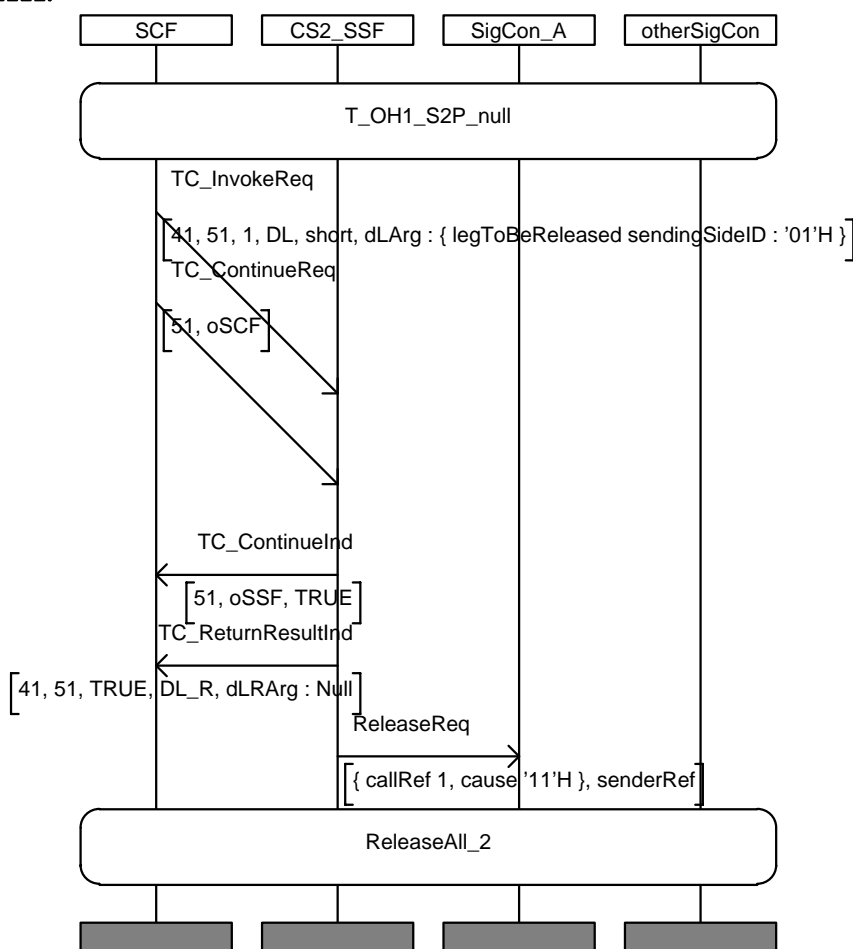 SCF CS2_SSF SigCon_A otherSigCon
T_OH1_S2P_null
TC_InvokeReq
[41, 51, 1, DL, short, dLArg : { legToBeReleased sendingSideID : '01'H }]
TC_ContinueReq
[51, oSCF]
TC_ContinueInd
[51, oSSF, TRUE]
TC_ReturnResultInd
[41, 51, TRUE, DL_R, dLRArg : Null]
ReleaseReq
[{ callRef 1, cause '11'H }, senderRef]
ReleaseAll_2